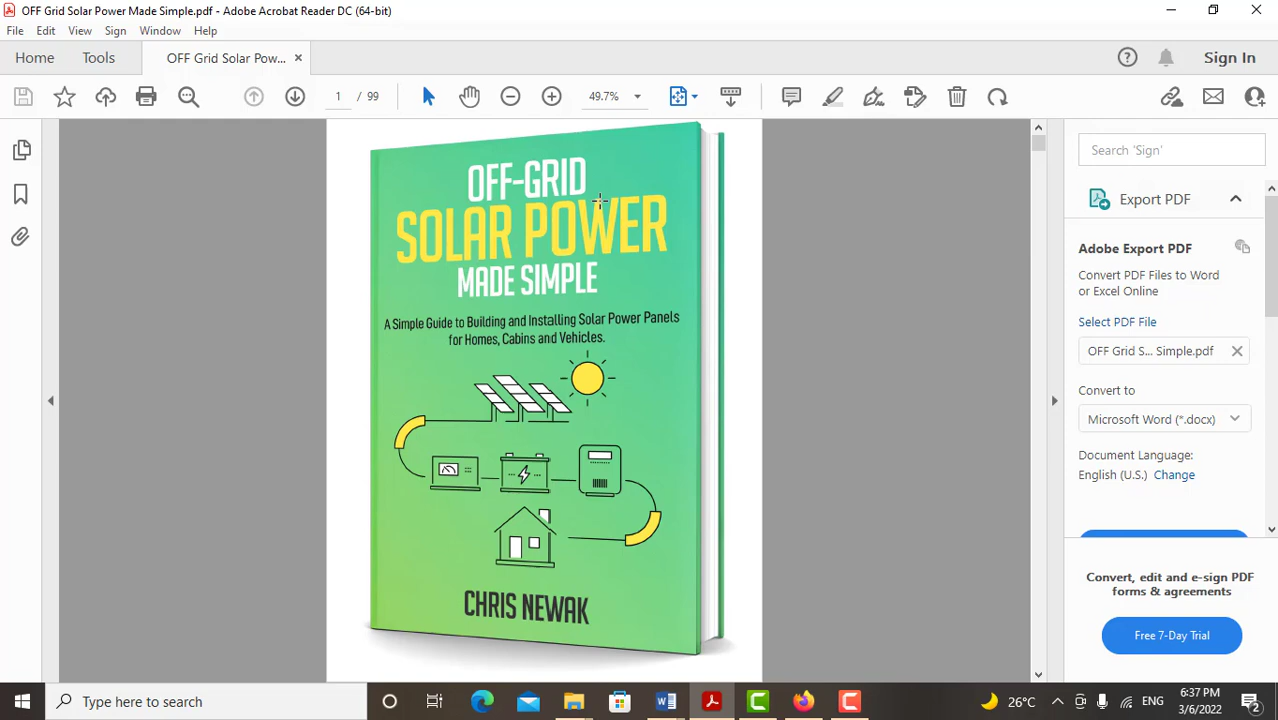 OFF Grid Solar Power Made Simple.pdf - Adobe Acrobat Reader DC (64-bit)
File Edit View Sign Window Help
Home Tools OFF Grid Solar Pow... Sign In
1 / 99 49.7%
OFF-GRID
SOLAR POWER
MADE SIMPLE
A Simple Guide to Building and Installing Solar Power Panels
for Homes, Cabins and Vehicles.
CHRIS NEWAK
Search 'Sign'
Export PDF
Adobe Export PDF
Convert PDF Files to Word
or Excel Online
Select PDF File
OFF Grid S... Simple.pdf
Convert to
Microsoft Word (*.docx)
Document Language:
English (U.S.) Change
Convert, edit and e-sign PDF
forms & agreements
Free 7-Day Trial
Type here to search
26°C ENG
6:37 PM
3/6/2022
2